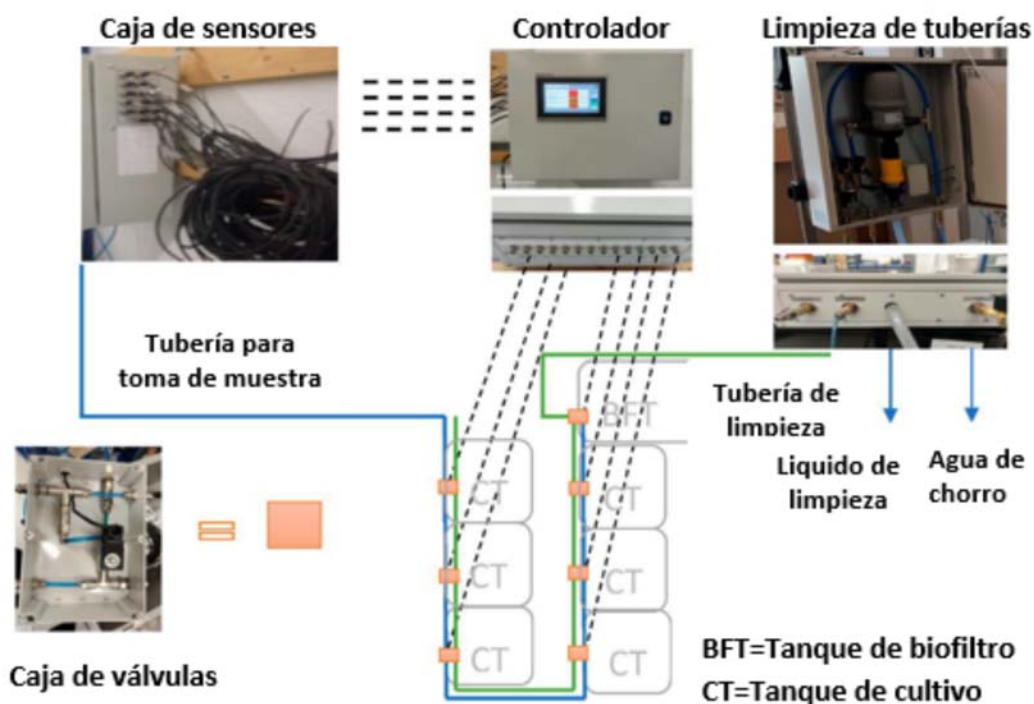 Caja de sensores
Controlador
Limpieza de tuberías
Tubería para
toma de muestra
Tubería de
limpieza
Liquido de
limpieza
Agua de
chorro
BFT
CT
CT
CT
CT
CT
CT
=
Caja de válvulas
BFT=Tanque de biofiltro
CT=Tanque de cultivo